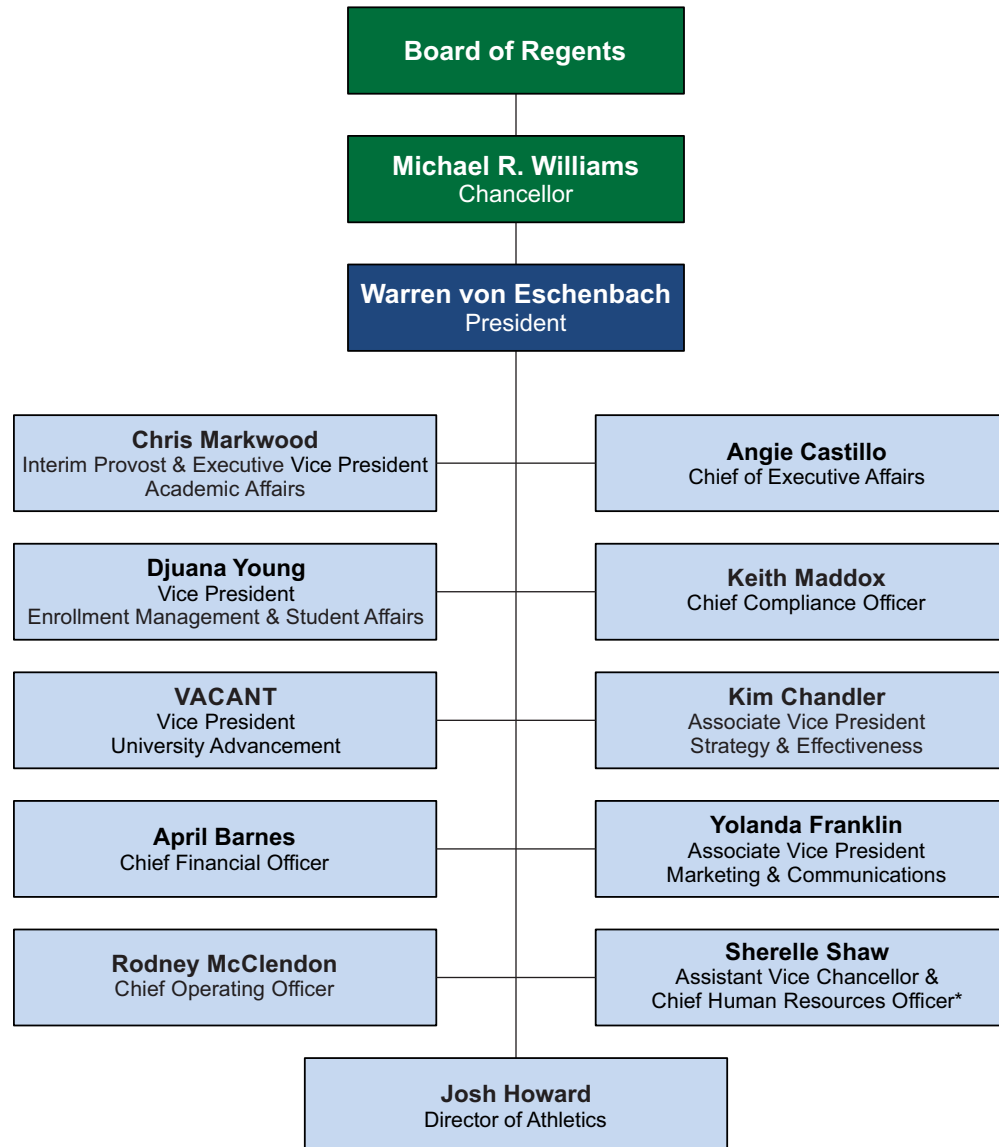 Board of Regents
Michael R. Williams
Chancellor
Warren von Eschenbach
President
Chris Markwood
Interim Provost & Executive Vice President
Academic Affairs
Angie Castillo
Chief of Executive Affairs
Djuana Young
Vice President
Enrollment Management & Student Affairs
Keith Maddox
Chief Compliance Officer
VACANT
Vice President
University Advancement
Kim Chandler
Associate Vice President
Strategy & Effectiveness
April Barnes
Chief Financial Officer
Yolanda Franklin
Associate Vice President
Marketing & Communications
Rodney McClendon
Chief Operating Officer
Sherelle Shaw
Assistant Vice Chancellor &
Chief Human Resources Officer*
Josh Howard
Director of Athletics